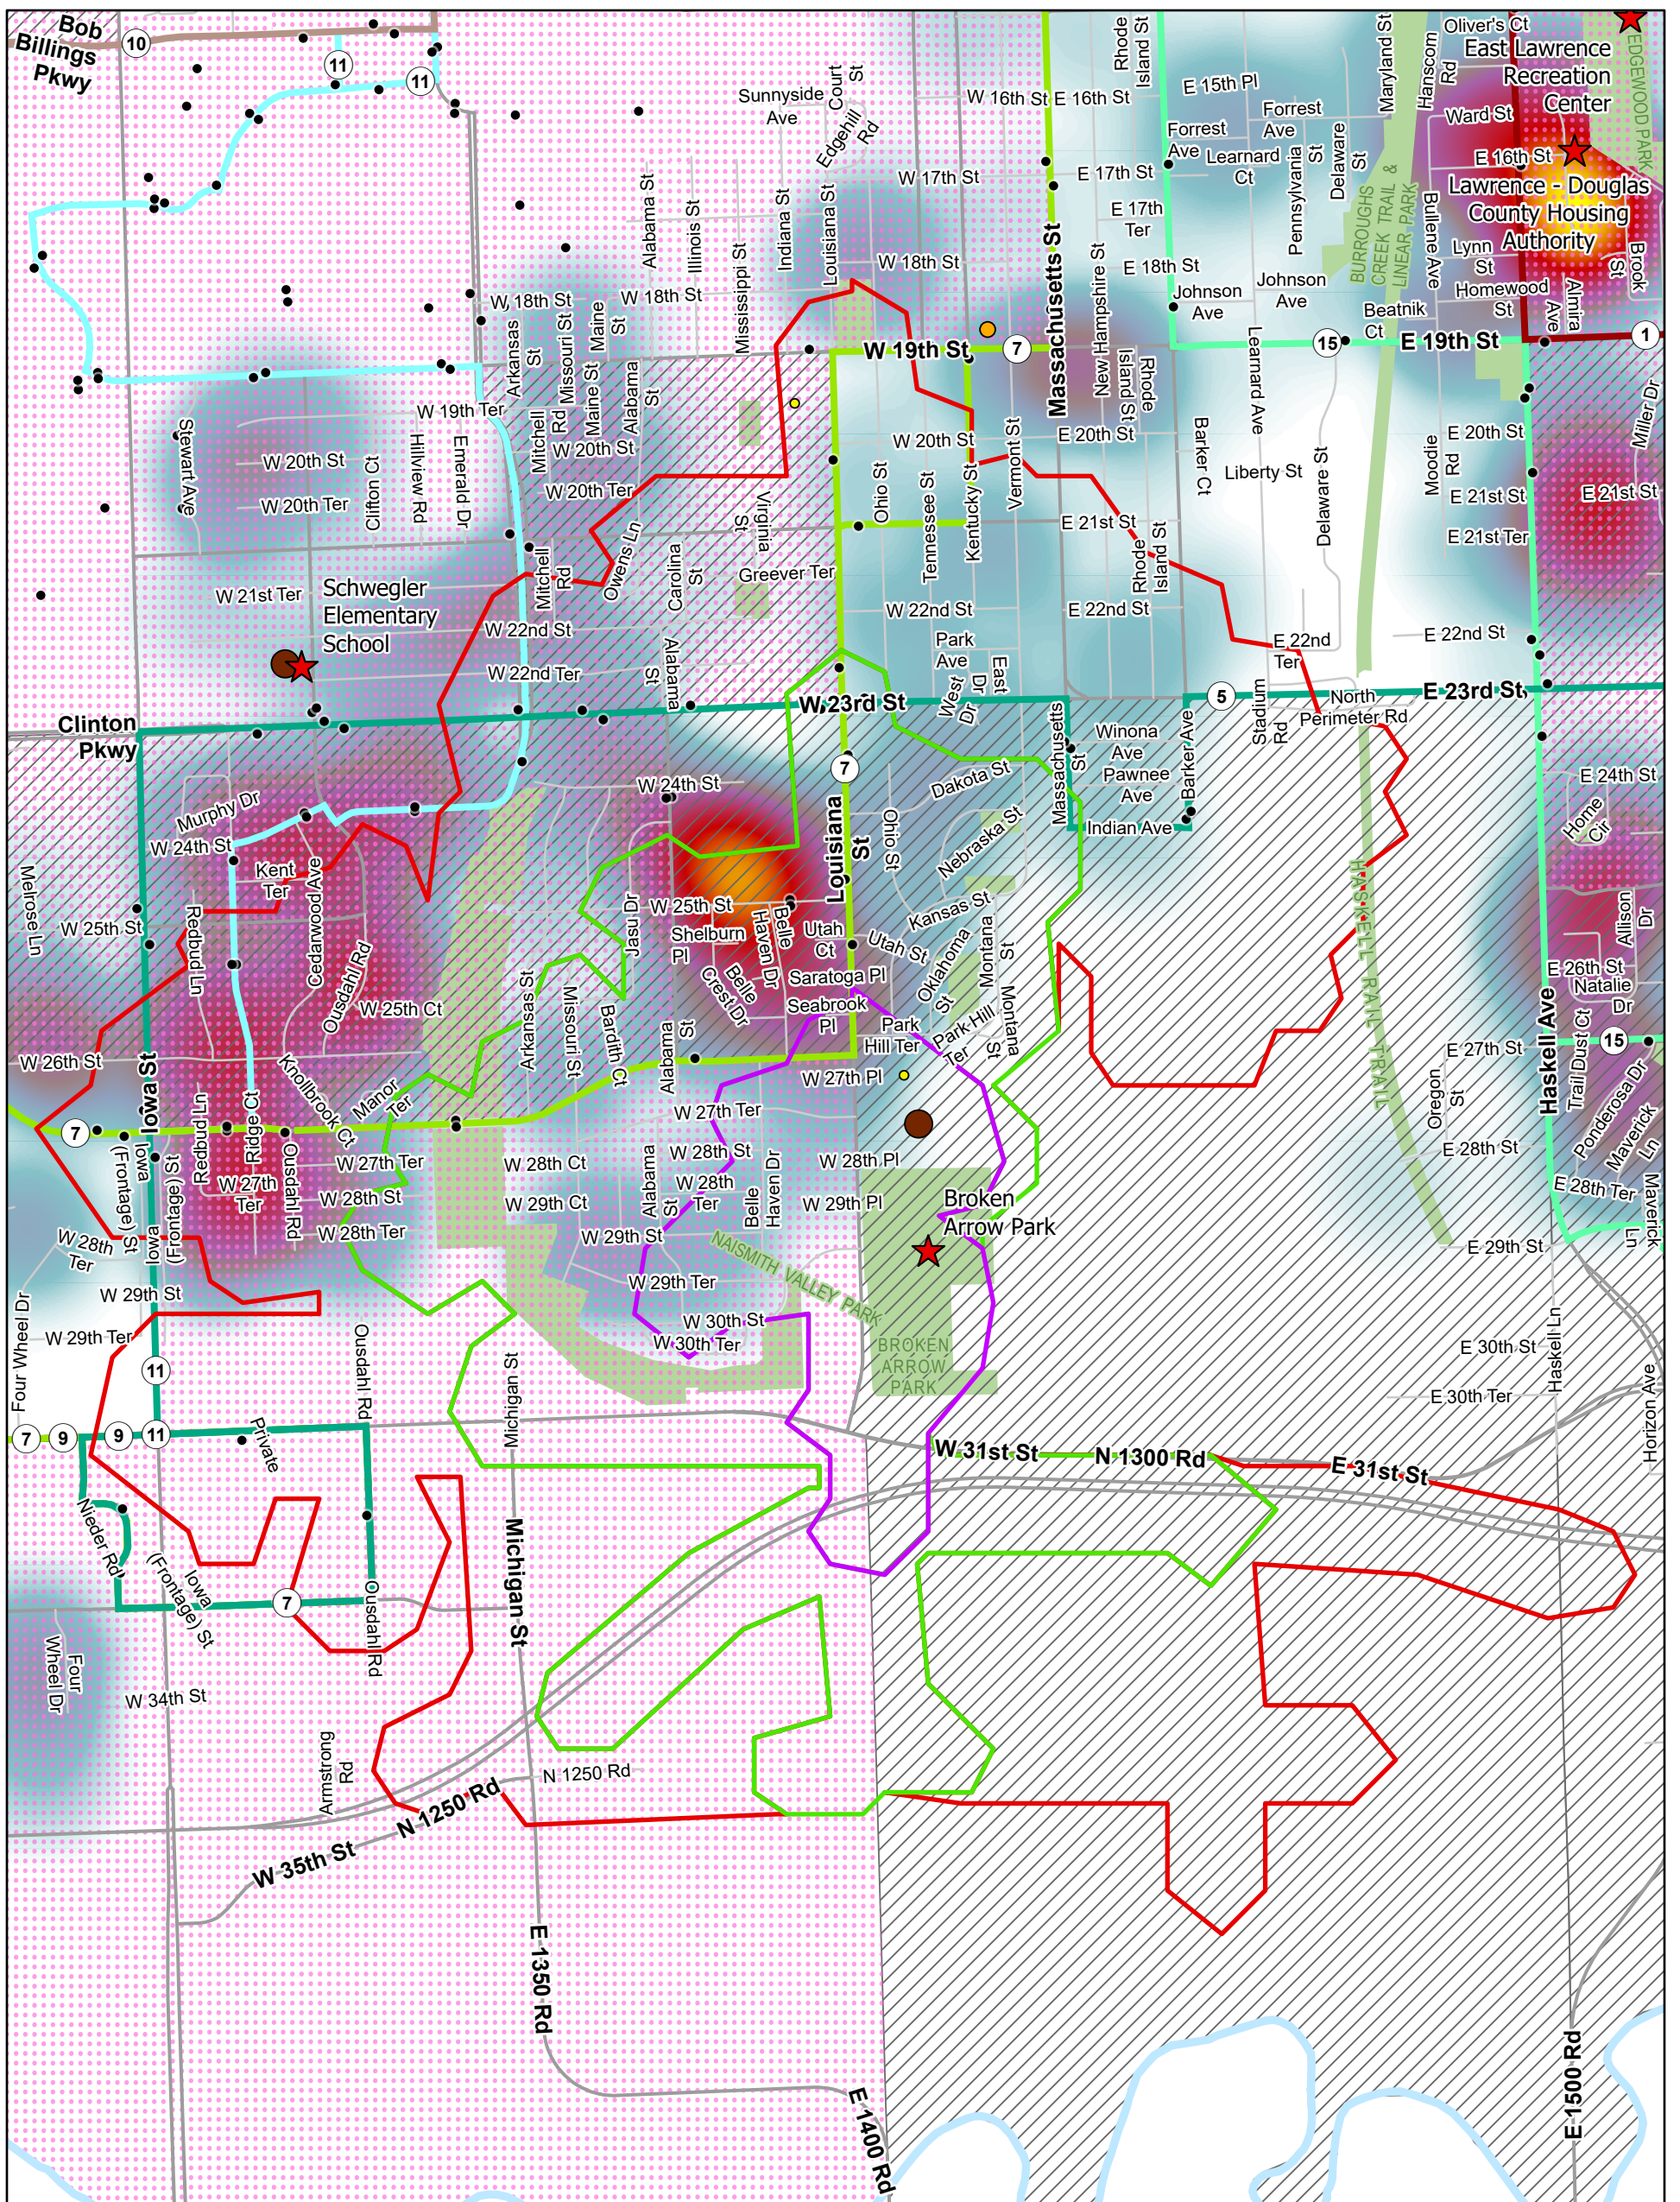 Bob
Billings
Pkwy
10
11
11
Sunnyside
Ave
Court
St
Edgehill
Rd
W 16th St
E 16th St
Rhode
Island St
E 15th Pl
Forrest
Ave
Forrest
Ave
Learnard
Ct
Pennsylvania
St
Delaware
St
Maryland St
Hanscom
Rd
Oliver's Ct
East Lawrence
Recreation
Center
EDGEWOOD PARK
Ward St
E 16th St
Lawrence - Douglas
County Housing
Authority
BURROUGHS
CREEK TRAIL &
LINEAR PARK
Bullene Ave
Lynn
St
Brook
St
Homewood
St
Almira
Ave
W 17th St
E 17th St
E 17th
Ter
Alabama St
Illinois St
Mississippi St
Indiana St
Louisiana St
W 18th St
E 18th St
Massachusetts St
New Hampshire St
Johnson
Ave
Johnson
Ave
Beatnik
Ct
W 18th St
W 18th St
Arkansas
St
Missouri St
Maine
St
W 19th St
7
15
E 19th St
1
Island St
Rhode
Learnard Ave
Mitchell
Rd
Maine St
Alabama
St
W 19th Ter
Stewart Ave
W 20th St
W 20th Ter
Clifton Ct
Hillview Rd
Emerald Dr
W 20th St
W 20th Ter
W 20th St
Ohio St
Tennessee St
Kentucky St
Vermont St
E 20th St
Barker Ct
Liberty St
Delaware St
Moodie
Rd
E 20th St
E 21st St
E 21st Ter
E 21st St
Miller Dr
E 21st St
Rhode
Island St
Virginia
St
Owens Ln
Mitchell
Rd
Carolina
St
Greever Ter
Schwegler
Elementary
School
W 21st Ter
W 22nd St
W 22nd Ter
Alabama
St
W 22nd St
E 22nd St
Park
Ave
West
Dr
East
Dr
E 22nd
Ter
E 22nd St
Clinton
Pkwy
W 23rd St
5
North
Perimeter Rd
E 23rd St
Stadium
Rd
Massachusetts
St
Winona
Ave
Pawnee
Ave
Barker Ave
Indian Ave
W 24th St
7
Dakota St
Murphy Dr
W 24th St
Kent
Ter
Cedarwood Ave
Louisiana
St
Ohio St
Nebraska St
E 24th St
Home
Cir
Melrose Ln
W 25th St
Redbud Ln
Ousdahl Rd
W 25th Ct
Jasu Dr
W 25th St
Shelburn
Pl
Belle
Haven Dr
Belle
Crest Dr
Utah
Ct
Utah St
Kansas St
Oklahoma
St
Montana
St
Saratoga Pl
Seabrook
Pl
HASKELL RAIL TRAIL
Allison
Dr
E 26th St
Natalie
Dr
Haskell Ave
W 26th St
Iowa St
Redbud Ln
Ridge Ct
Knollbrook Ct
Manor
Ter
Arkansas St
Missouri St
Bardith Ct
Alabama St
Park
Hill Ter
Park Hill
Ter
Montana
St
W 27th Pl
E 27th St
15
Trail Dust Ct
Ponderosa Dr
Maverick
Ln
Oregon
St
7
Iowa
(Frontage) St
Iowa
(Frontage) St
W 27th
Ter
Ousdahl Rd
W 27th Ter
W 28th St
W 28th Ter
W 28th Ct
W 29th Ct
W 27th Ter
W 28th St
W 28th
Ter
Alabama
St
Belle
Haven Dr
W 28th Pl
W 29th Pl
E 28th St
E 28th Ter
Maverick
Ln
W 28th
Ter
W 29th St
W 29th Ter
W 29th St
W 29th Ter
W 30th St
W 30th Ter
NAISMITH VALLEY PARK
Broken
Arrow Park
BROKEN
ARROW
PARK
E 29th St
E 30th St
E 30th Ter
Haskell Ln
Horizon Ave
Four Wheel Dr
11
Ousdahl Rd
7
9
9
11
Private
Michigan St
W 31st St
N 1300 Rd
E 31st St
Nieder Rd
Iowa
(Frontage) St
7
Ousdahl Rd
Michigan St
Four
Wheel Dr
W 34th St
Armstrong
Rd
N 1250 Rd
N 1250 Rd
W 35th St
E 1350 Rd
E 1400 Rd
E 1500 Rd